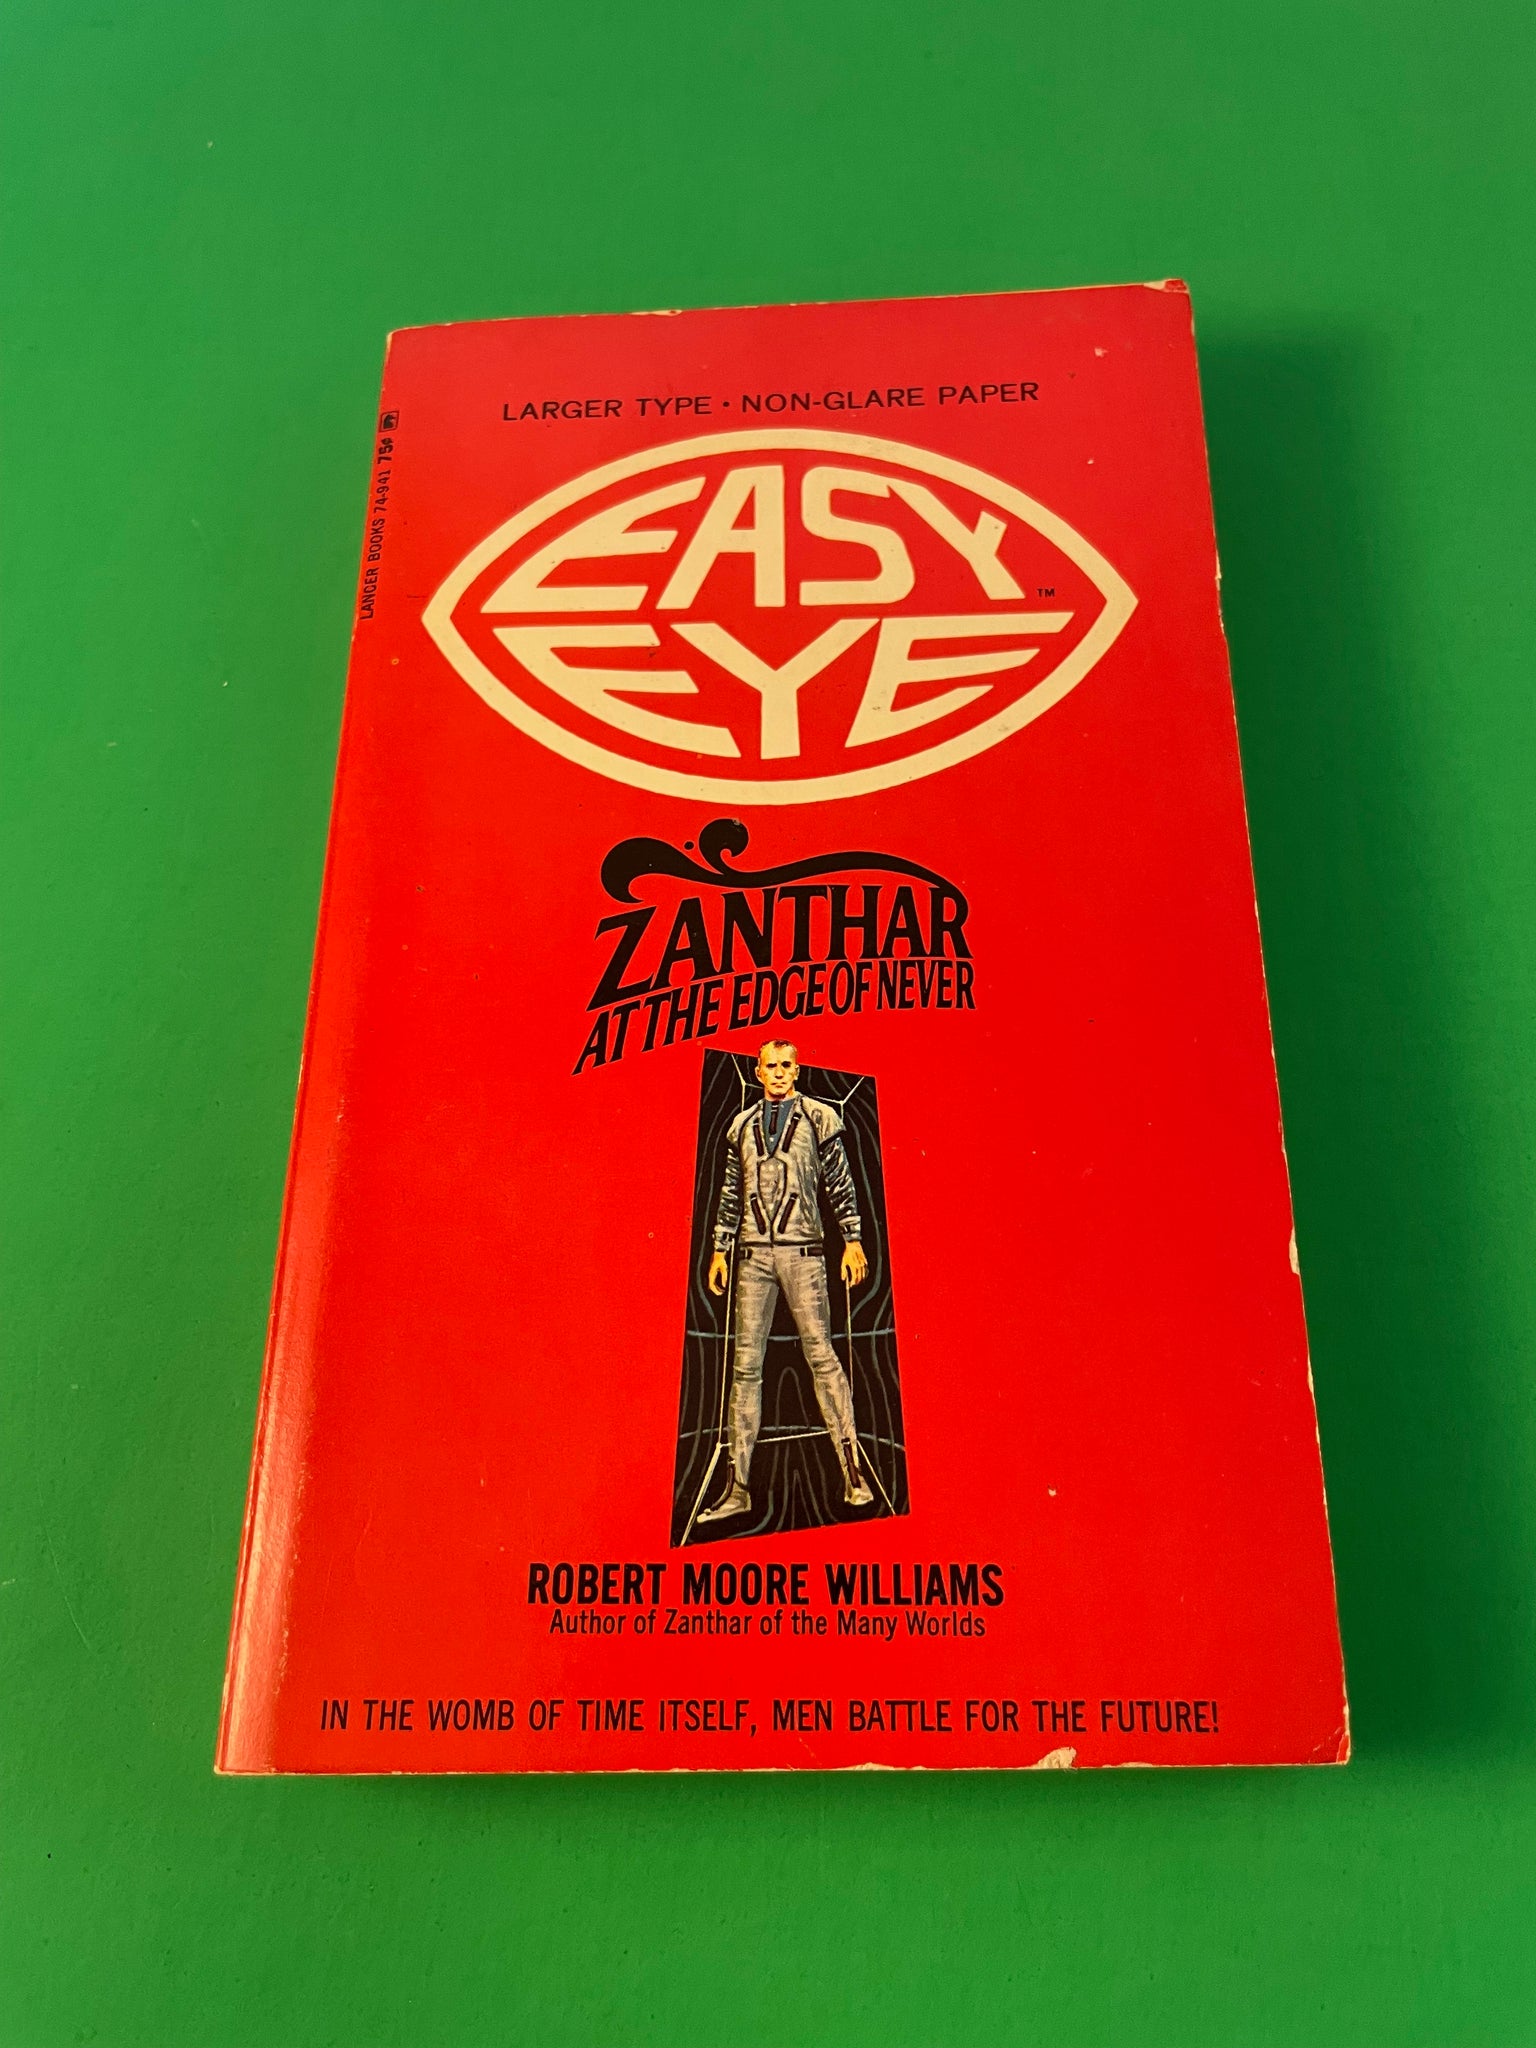 LARGER TYPE • NON-GLARE PAPER
LANCER BOOKS 74-941 75¢
EASY
EYE™
ZANTHAR
AT THE EDGE OF NEVER
ROBERT MOORE WILLIAMS
Author of Zanthar of the Many Worlds
IN THE WOMB OF TIME ITSELF, MEN BATTLE FOR THE FUTURE!